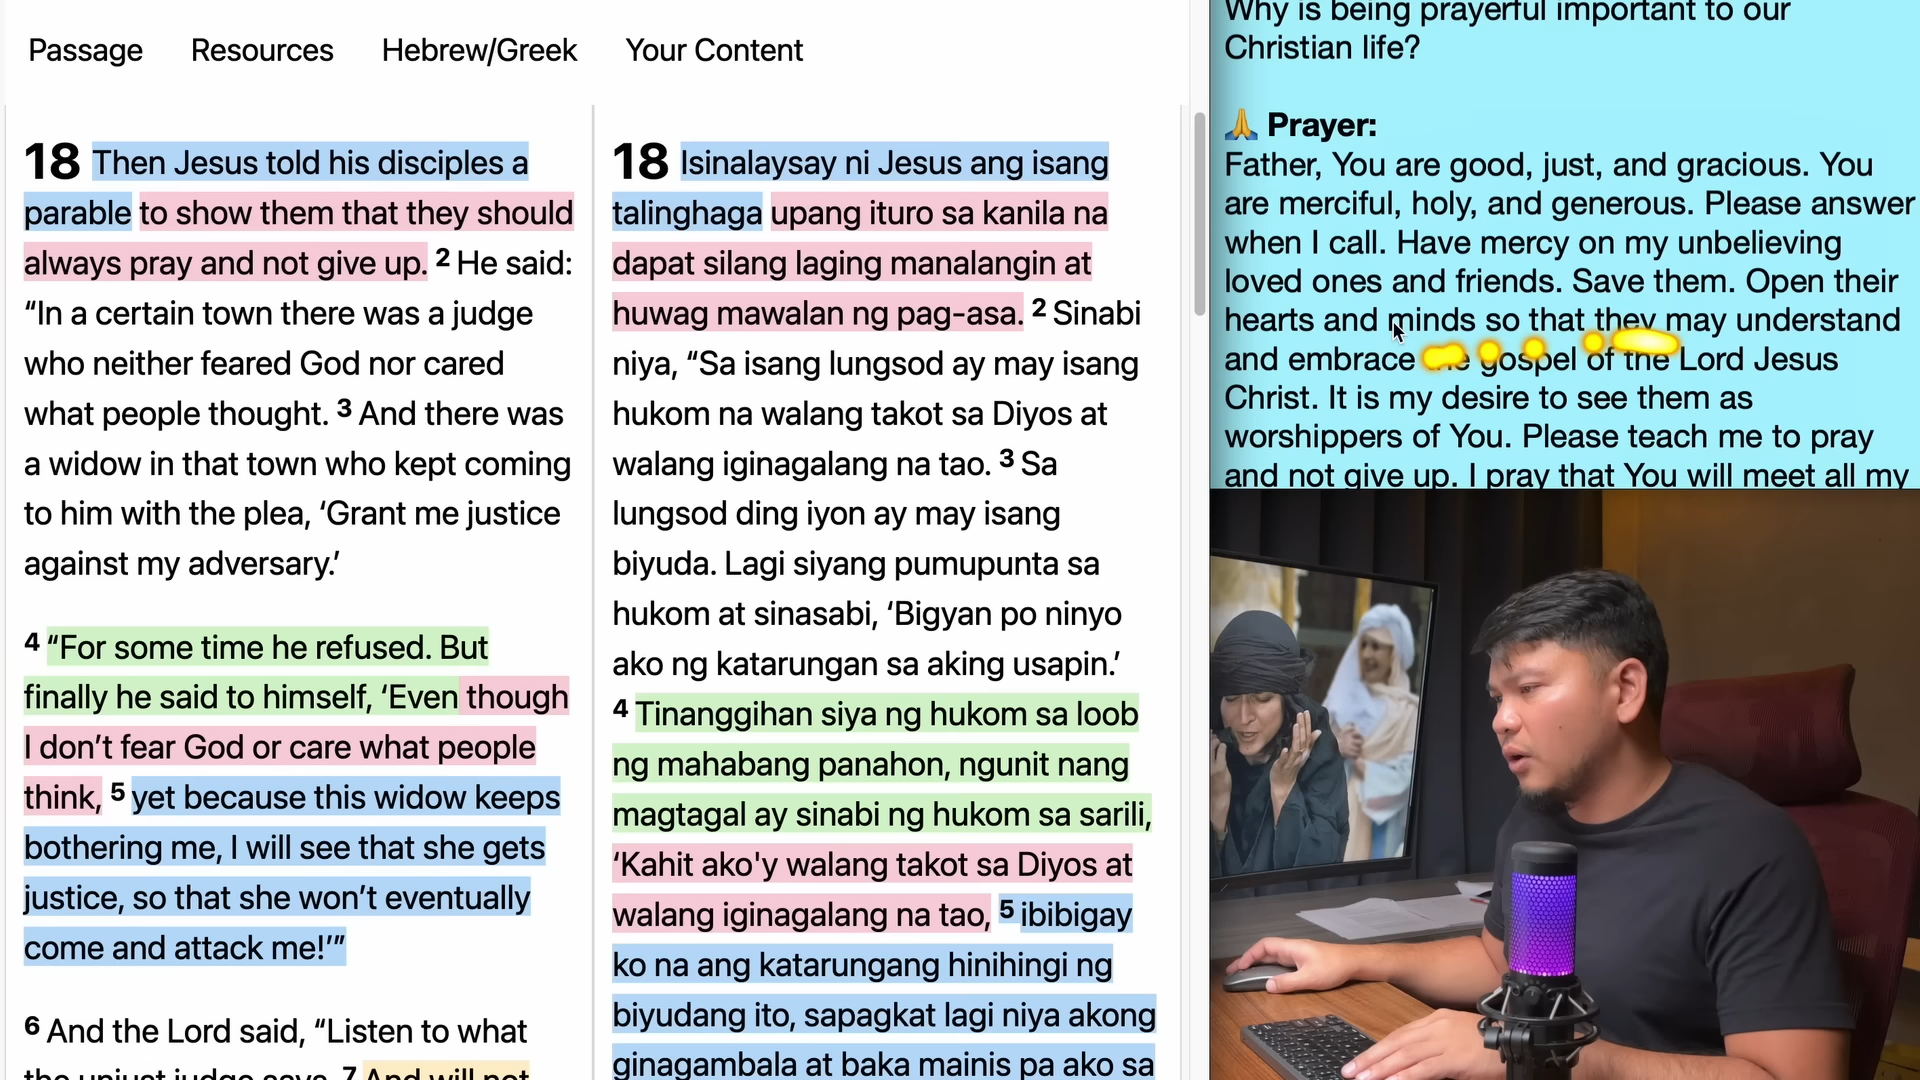 Passage Resources Hebrew/Greek Your Content
18 Then Jesus told his disciples a
parable to show them that they should
always pray and not give up. 2 He said:
“In a certain town there was a judge
who neither feared God nor cared
what people thought. 3 And there was
a widow in that town who kept coming
to him with the plea, ‘Grant me justice
against my adversary.’
4 “For some time he refused. But
finally he said to himself, ‘Even though
I don’t fear God or care what people
think, 5 yet because this widow keeps
bothering me, I will see that she gets
justice, so that she won’t eventually
come and attack me!’”
6 And the Lord said, “Listen to what
the unjust judge says. 7 And will not
18 Isinalaysay ni Jesus ang isang
talinghaga upang ituro sa kanila na
dapat silang laging manalangin at
huwag mawalan ng pag-asa. 2 Sinabi
niya, “Sa isang lungsod ay may isang
hukom na walang takot sa Diyos at
walang iginagalang na tao. 3 Sa
lungsod ding iyon ay may isang
biyuda. Lagi siyang pumupunta sa
hukom at sinasabi, ‘Bigyan po ninyo
ako ng katarungan sa aking usapin.’
4 Tinanggihan siya ng hukom sa loob
ng mahabang panahon, ngunit nang
magtagal ay sinabi ng hukom sa sarili,
‘Kahit ako'y walang takot sa Diyos at
walang iginagalang na tao, 5 ibibigay
ko na ang katarungang hinihingi ng
biyudang ito, sapagkat lagi niya akong
ginagambala at baka mainis pa ako sa
Why is being prayerful important to our
Christian life?
🙏 Prayer:
Father, You are good, just, and gracious. You
are merciful, holy, and generous. Please answer
when I call. Have mercy on my unbelieving
loved ones and friends. Save them. Open their
hearts and minds so that they may understand
and embrace the gospel of the Lord Jesus
Christ. It is my desire to see them as
worshippers of You. Please teach me to pray
and not give up. I pray that You will meet all my